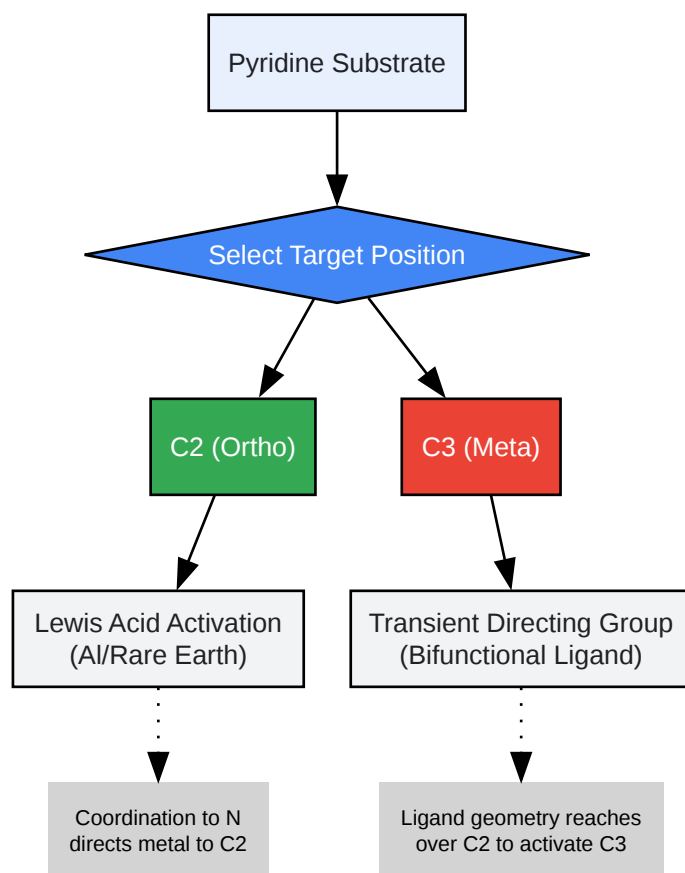 Pyridine Substrate
Select Target Position
C2 (Ortho)
C3 (Meta)
Lewis Acid Activation
(Al/Rare Earth)
Transient Directing Group
(Bifunctional Ligand)
Coordination to N
directs metal to C2
Ligand geometry reaches
over C2 to activate C3